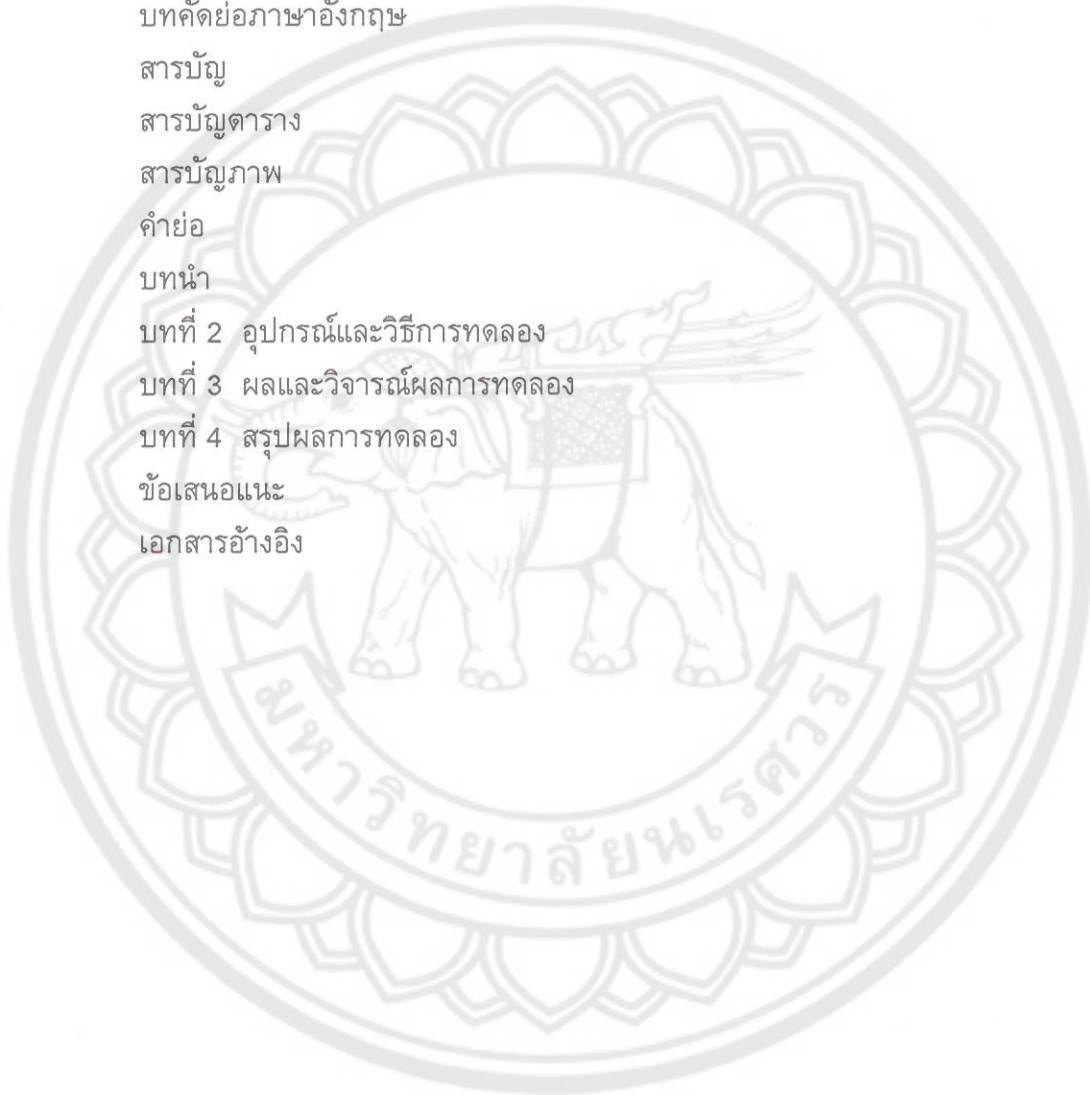 บทคัดย่อภาษาอังกฤษ
สารบัญ
สารบัญตาราง
สารบัญภาพ
คำย่อ
บทนำ
บทที่ 2 อุปกรณ์และวิธีการทดลอง
บทที่ 3 ผลและวิจารณ์ผลการทดลอง
บทที่ 4 สรุปผลการทดลอง
ข้อเสนอแนะ
เอกสารอ้างอิง
มหาวิทยาลัยนเรศวร